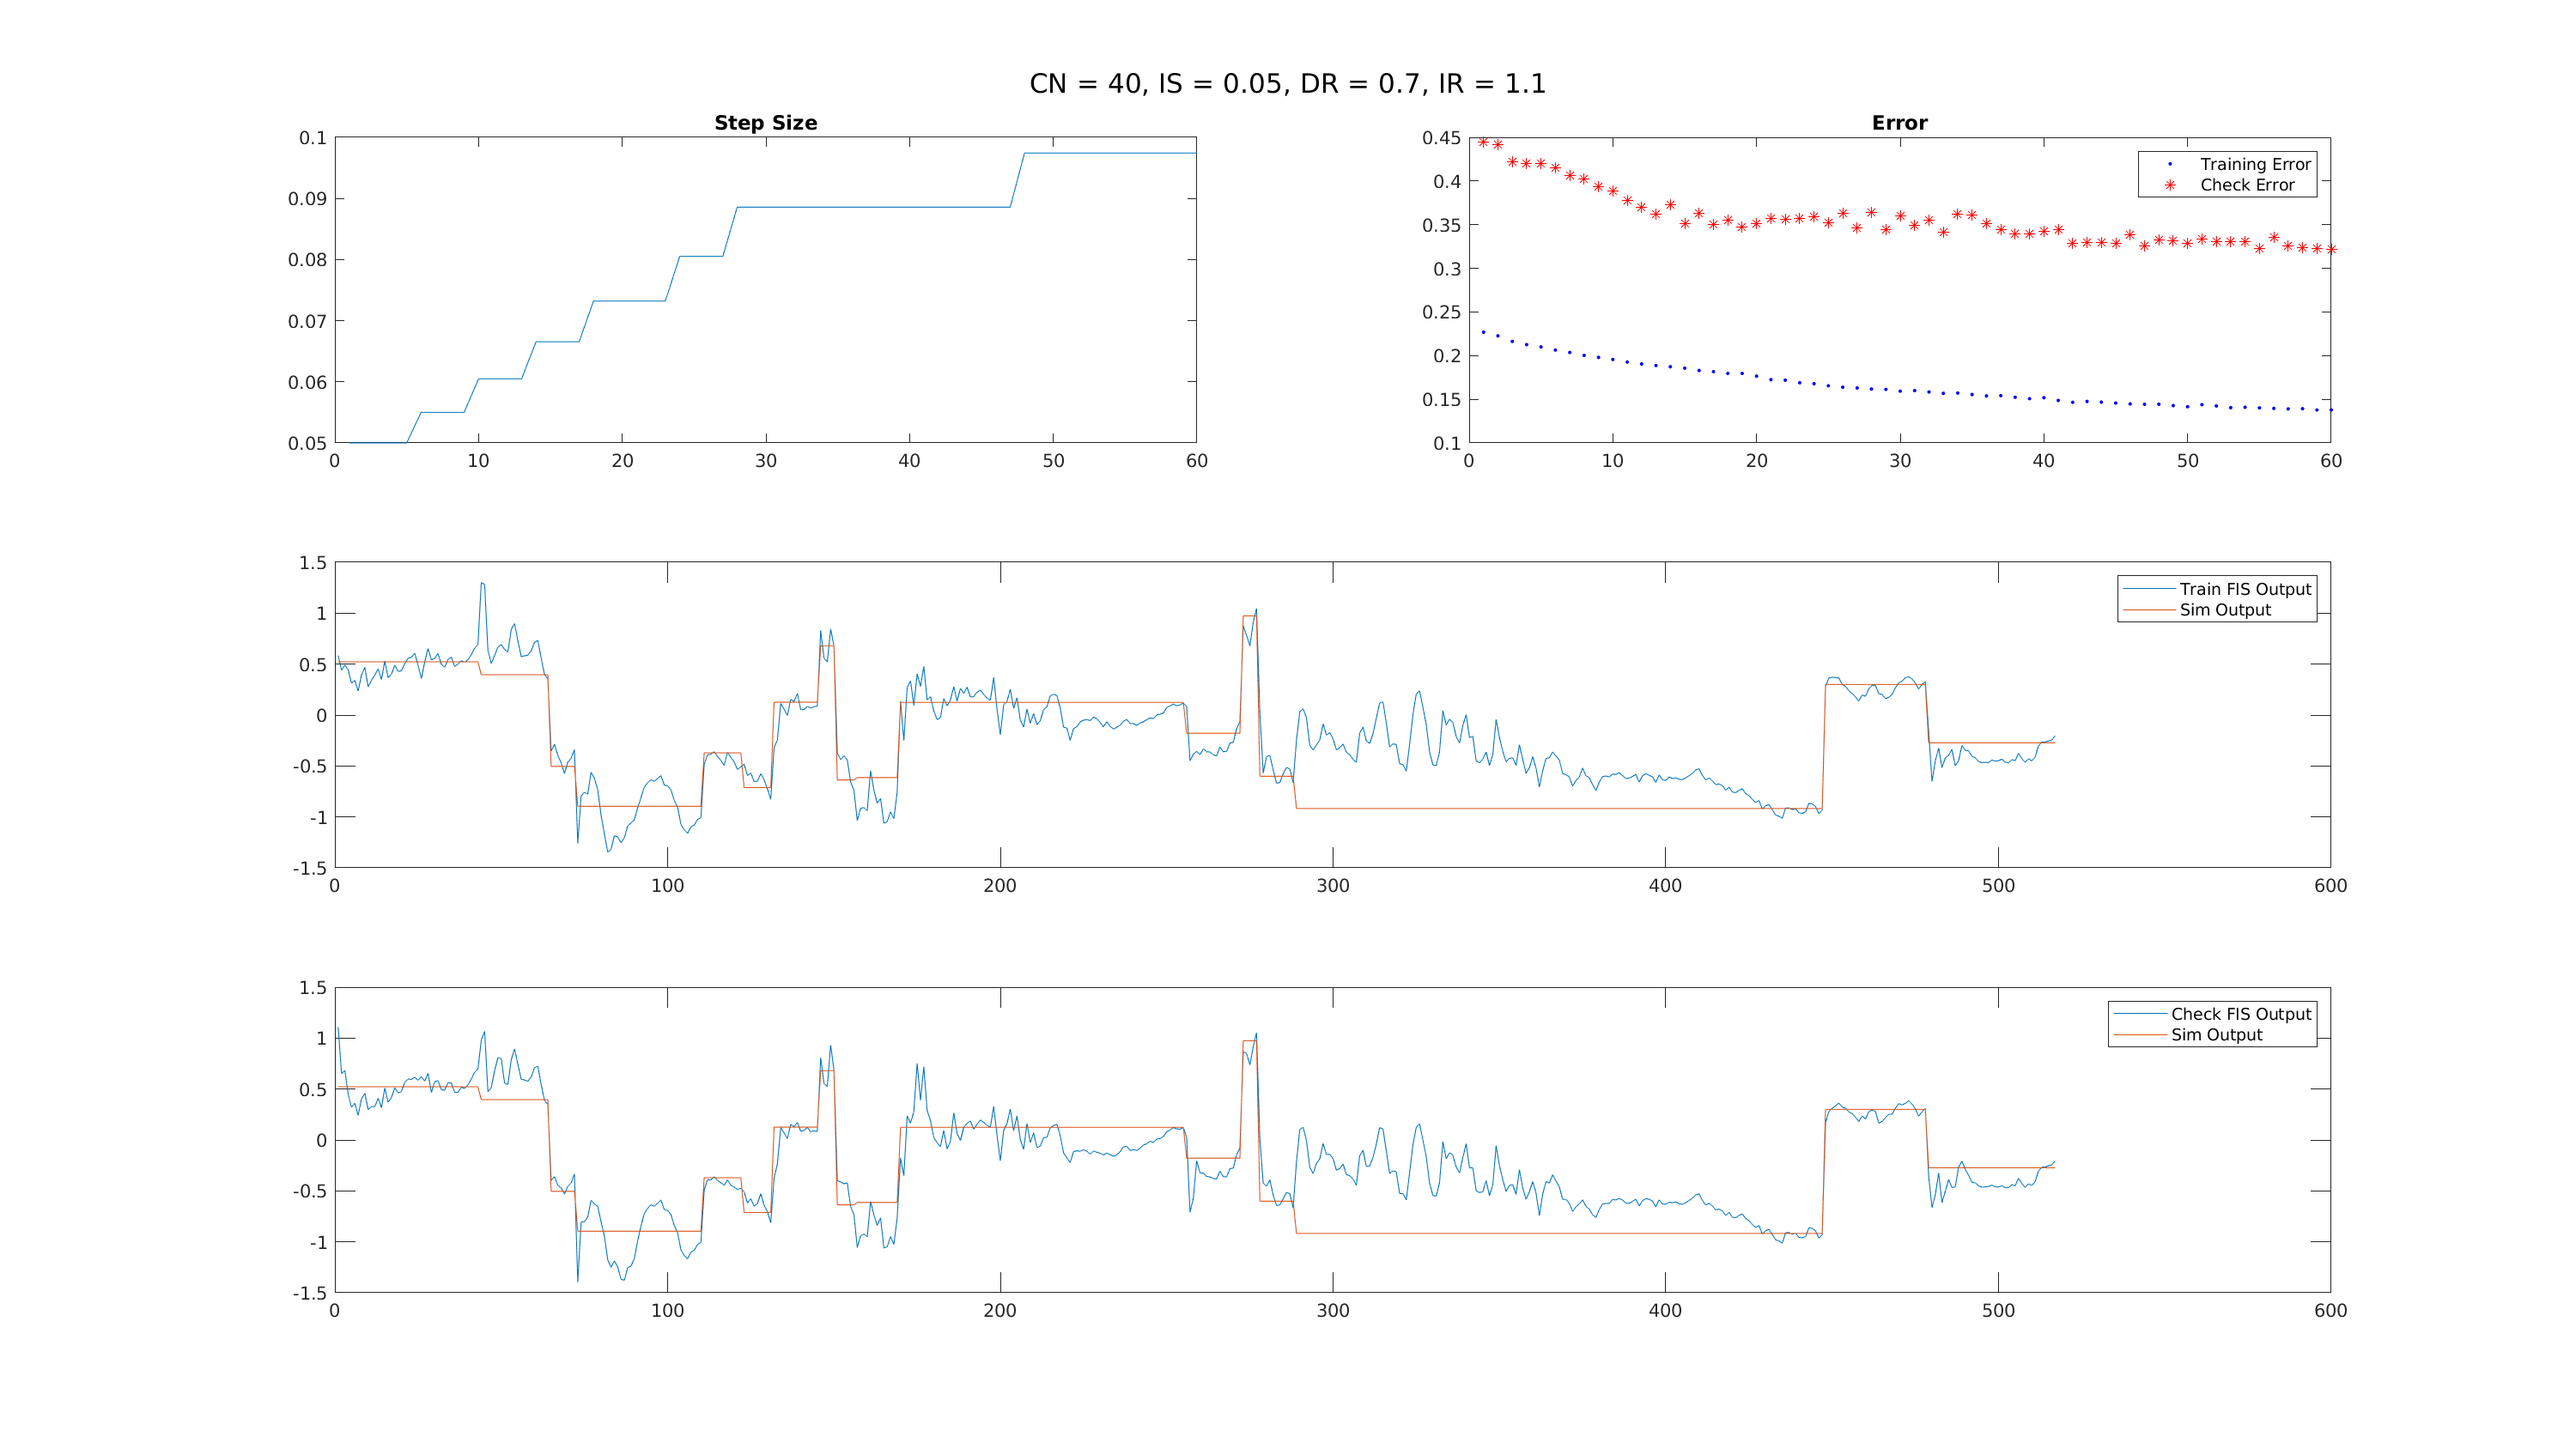 CN = 40, IS = 0.05, DR = 0.7, IR = 1.1
Step Size
0.1
0.09
0.08
0.07
0.06
0.05
0 10 20 30 40 50 60
Error
0.45
0.4
0.35
0.3
0.25
0.2
0.15
0.1
0 10 20 30 40 50 60
Training Error
Check Error
1.5
1
0.5
0
-0.5
-1
-1.5
0 100 200 300 400 500 600
Train FIS Output
Sim Output
1.5
1
0.5
0
-0.5
-1
-1.5
0 100 200 300 400 500 600
Check FIS Output
Sim Output